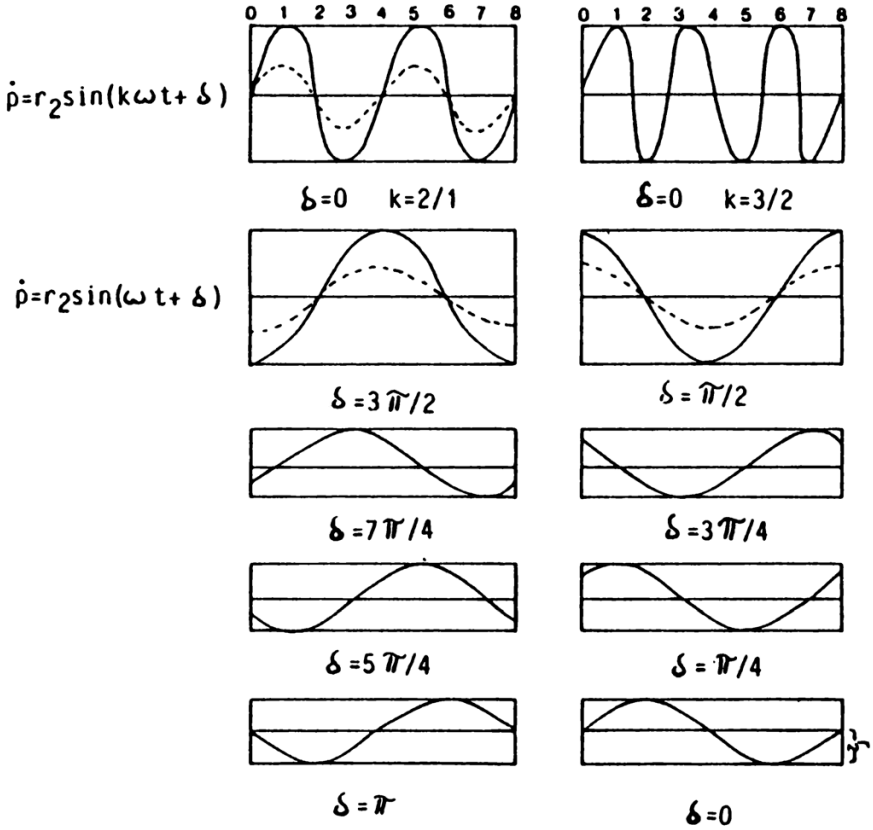 0 1 2 3 4 5 6 7 8
0 1 2 3 4 5 6 7 8
ṗ=r₂sin(kωt+δ)
δ=0 k=2/1
δ=0 k=3/2
ṗ=r₂sin(ωt+δ)
δ=3π/2
δ=π/2
δ=7π/4
δ=3π/4
δ=5π/4
δ=π/4
δ=π
δ=0